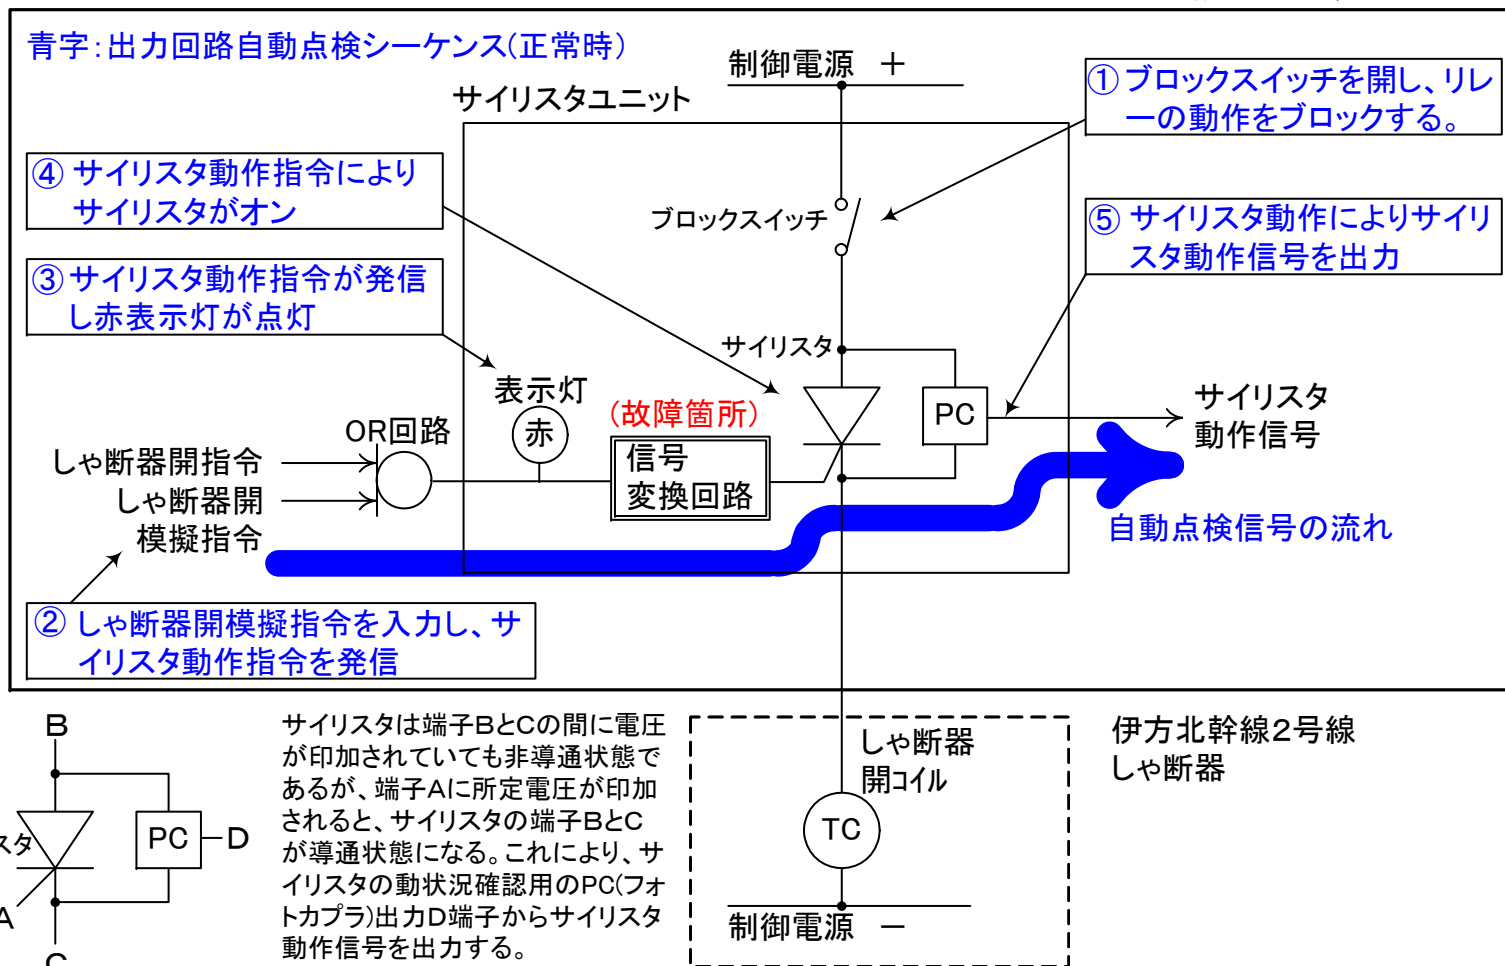 青字：出力回路自動点検シーケンス(正常時)
制御電源　＋
サイリスタユニット
① ブロックスイッチを開し、リレ
ーの動作をブロックする。
④ サイリスタ動作指令により
サイリスタがオン
ブロックスイッチ
⑤ サイリスタ動作によりサイリ
スタ動作信号を出力
③ サイリスタ動作指令が発信
し赤表示灯が点灯
サイリスタ
表示灯
赤
(故障箇所)
PC
サイリスタ
動作信号
OR回路
信号
変換回路
しゃ断器開指令
しゃ断器開
模擬指令
自動点検信号の流れ
② しゃ断器開模擬指令を入力し、サ
イリスタ動作指令を発信
B
スタ
PC
D
A
C
サイリスタは端子BとCの間に電圧
が印加されていても非導通状態で
あるが、端子Aに所定電圧が印加
されると、サイリスタの端子BとC
が導通状態になる。これにより、サ
イリスタの動状況確認用のPC(フォ
トカプラ)出力D端子からサイリスタ
動作信号を出力する。
しゃ断器
開コイル
TC
制御電源　－
伊方北幹線2号線
しゃ断器